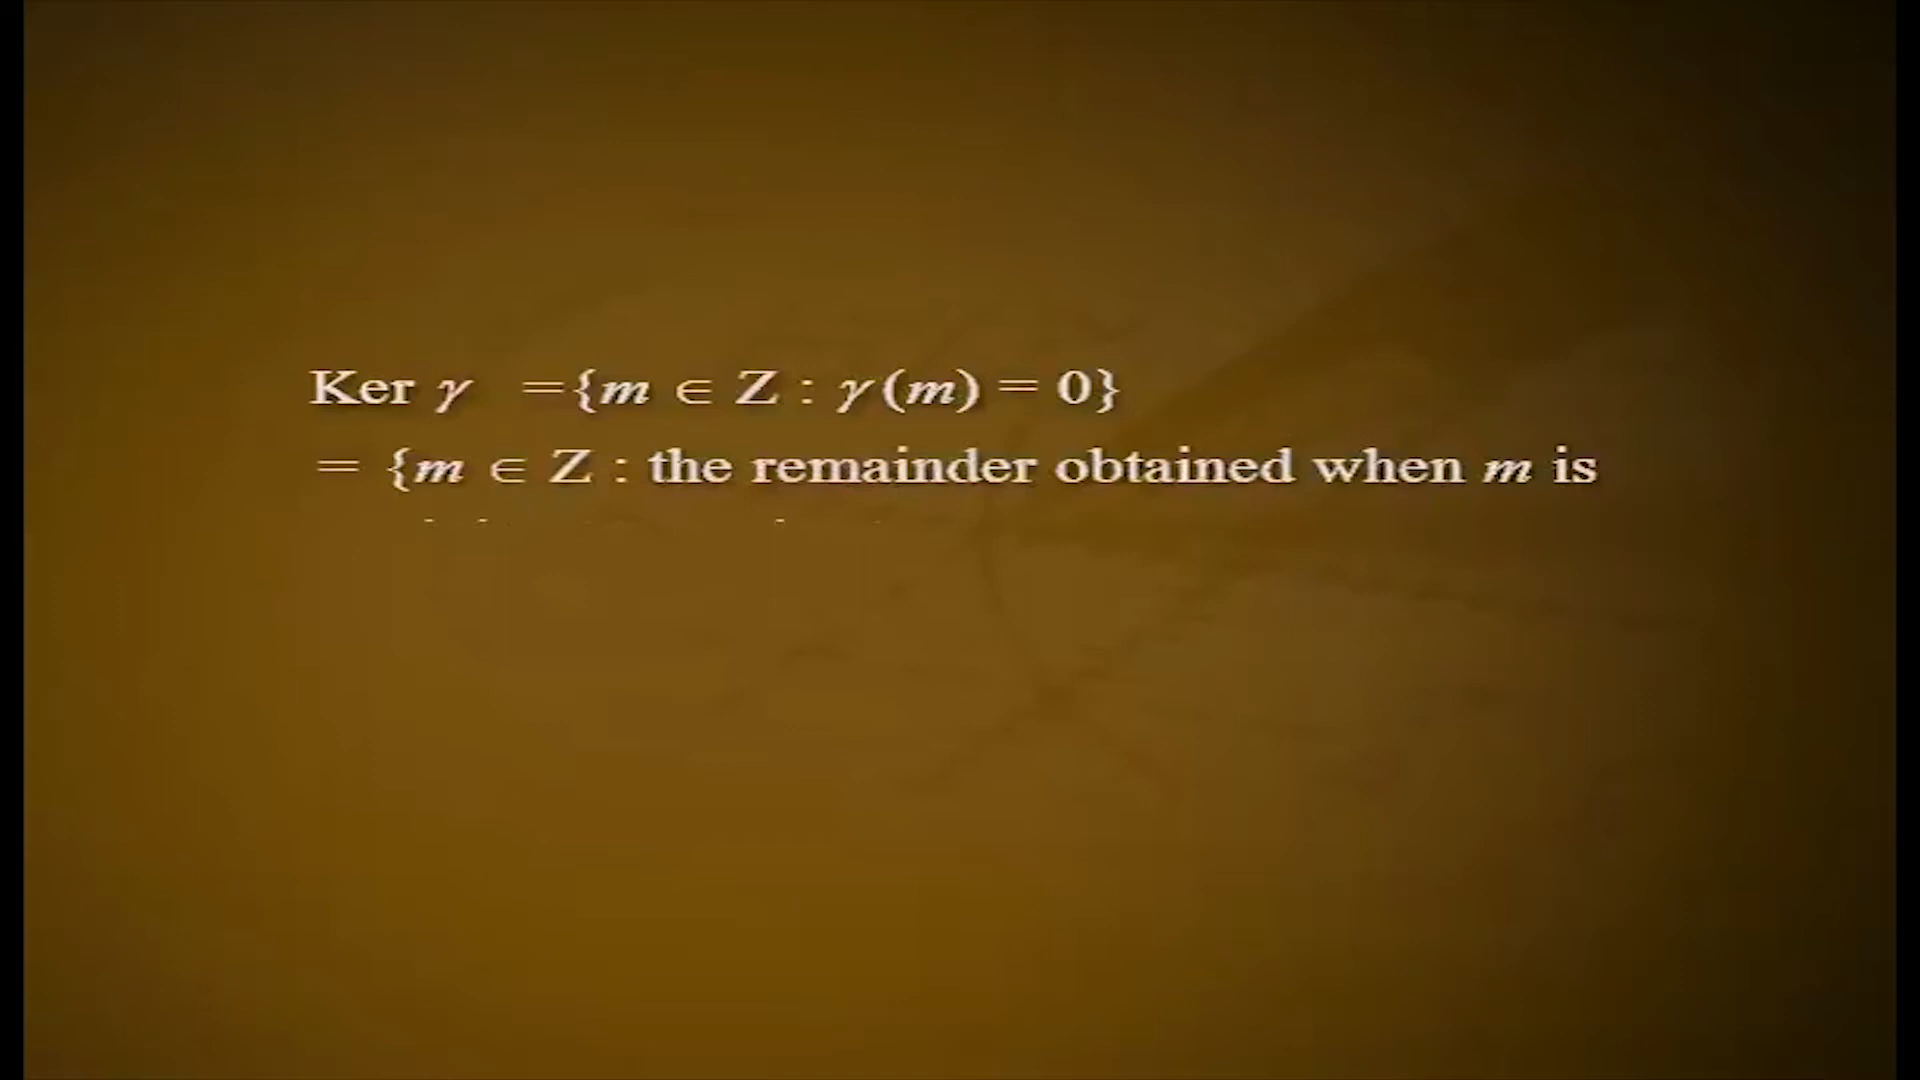 Ker γ = {m ∈ Z : γ(m) = 0}
= {m ∈ Z : the remainder obtained when m is